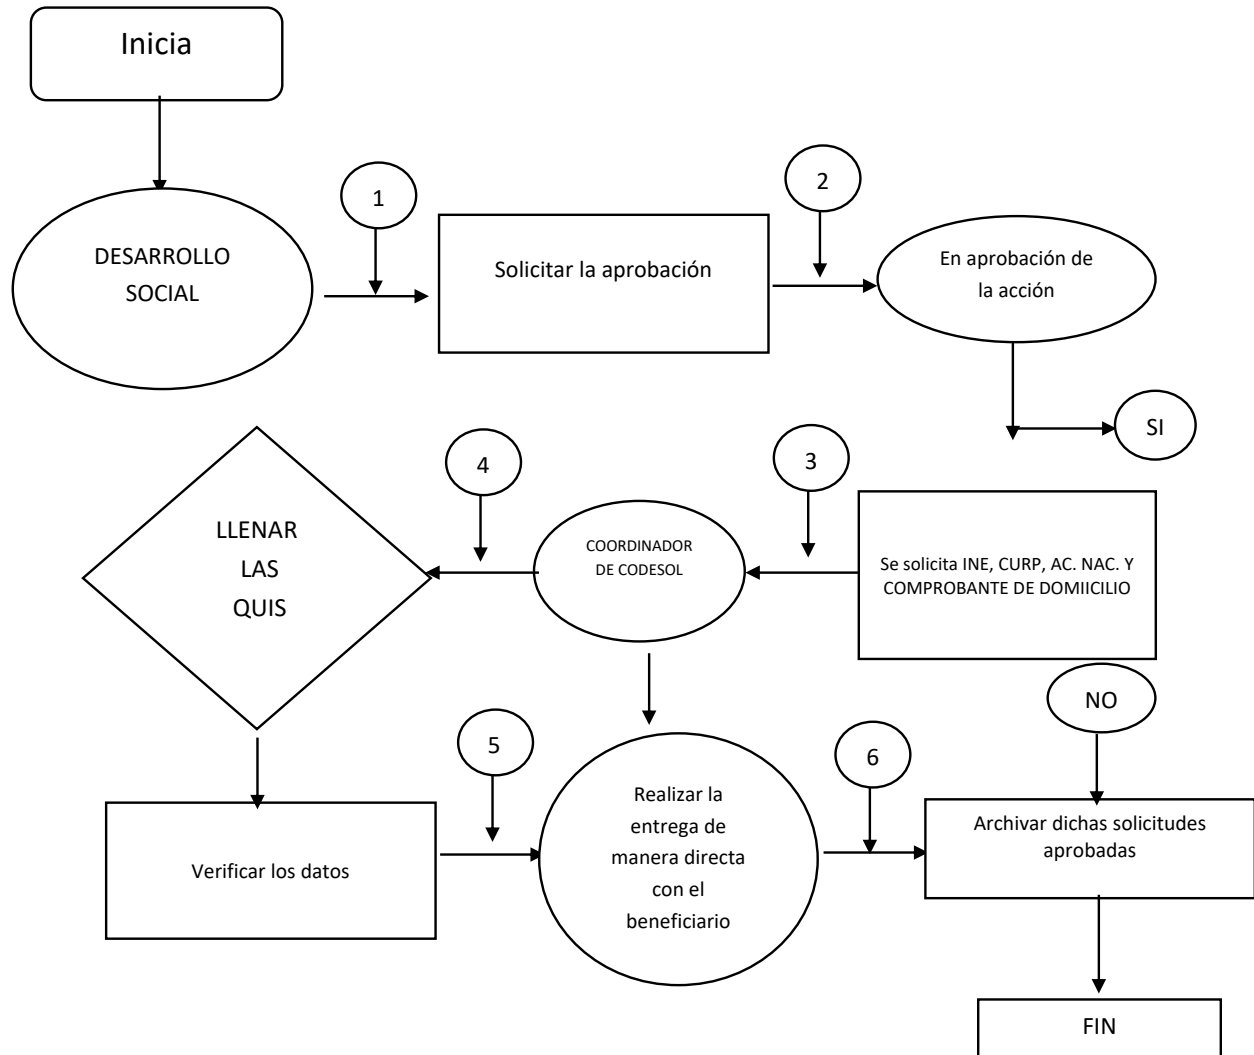 Inicia
1
2
DESARROLLO
SOCIAL
Solicitar la aprobación
En aprobación de
la acción
SI
4
3
LLENAR
LAS
QUIS
COORDINADOR
DE CODESOL
Se solicita INE, CURP, AC. NAC. Y
COMPROBANTE DE DOMIICILIO
NO
5
6
Verificar los datos
Realizar la
entrega de
manera directa
con el
beneficiario
Archivar dichas solicitudes
aprobadas
FIN